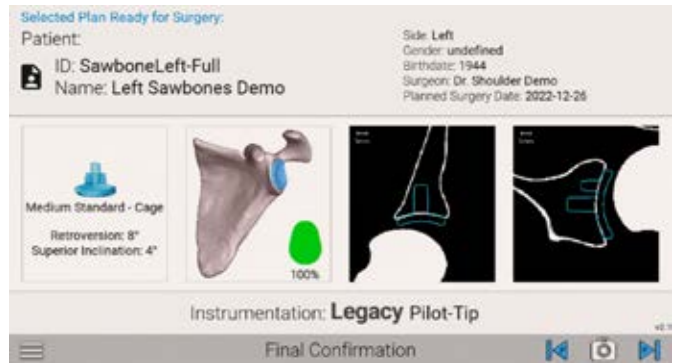 Selected Plan Ready for Surgery:
Patient:
ID: SawboneLeft-Full
Name: Left Sawbones Demo
Side: Left
Gender: undefined
Birthdate: 1944
Surgeon: Dr. Shoulder Demo
Planned Surgery Date: 2022-12-26
Medium Standard - Cage
Retroversion: 8°
Superior Inclination: 4°
100%
Instrumentation: Legacy Pilot-Tip
Final Confirmation